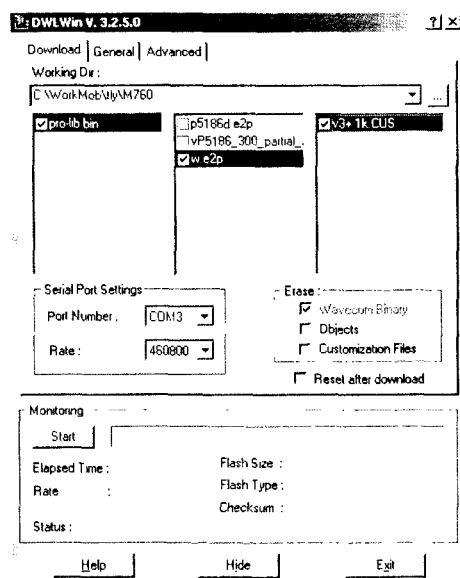 DWLWin V. 3.2.5.0
Download General Advanced
Working Dir :
C:\WorkMob\tly\M760
pro-lib bin
p5186d e2p
vP5186_300_partial_.
w e2p
v3+ 1k.CUS
Serial Port Settings
Port Number : COM3
Rate : 460800
Erase :
Wavecom Binary
Objects
Customization Files
Reset after download
Monitoring
Start
Elapsed Time :
Rate :
Status :
Flash Size :
Flash Type :
Checksum :
Help Hide Exit